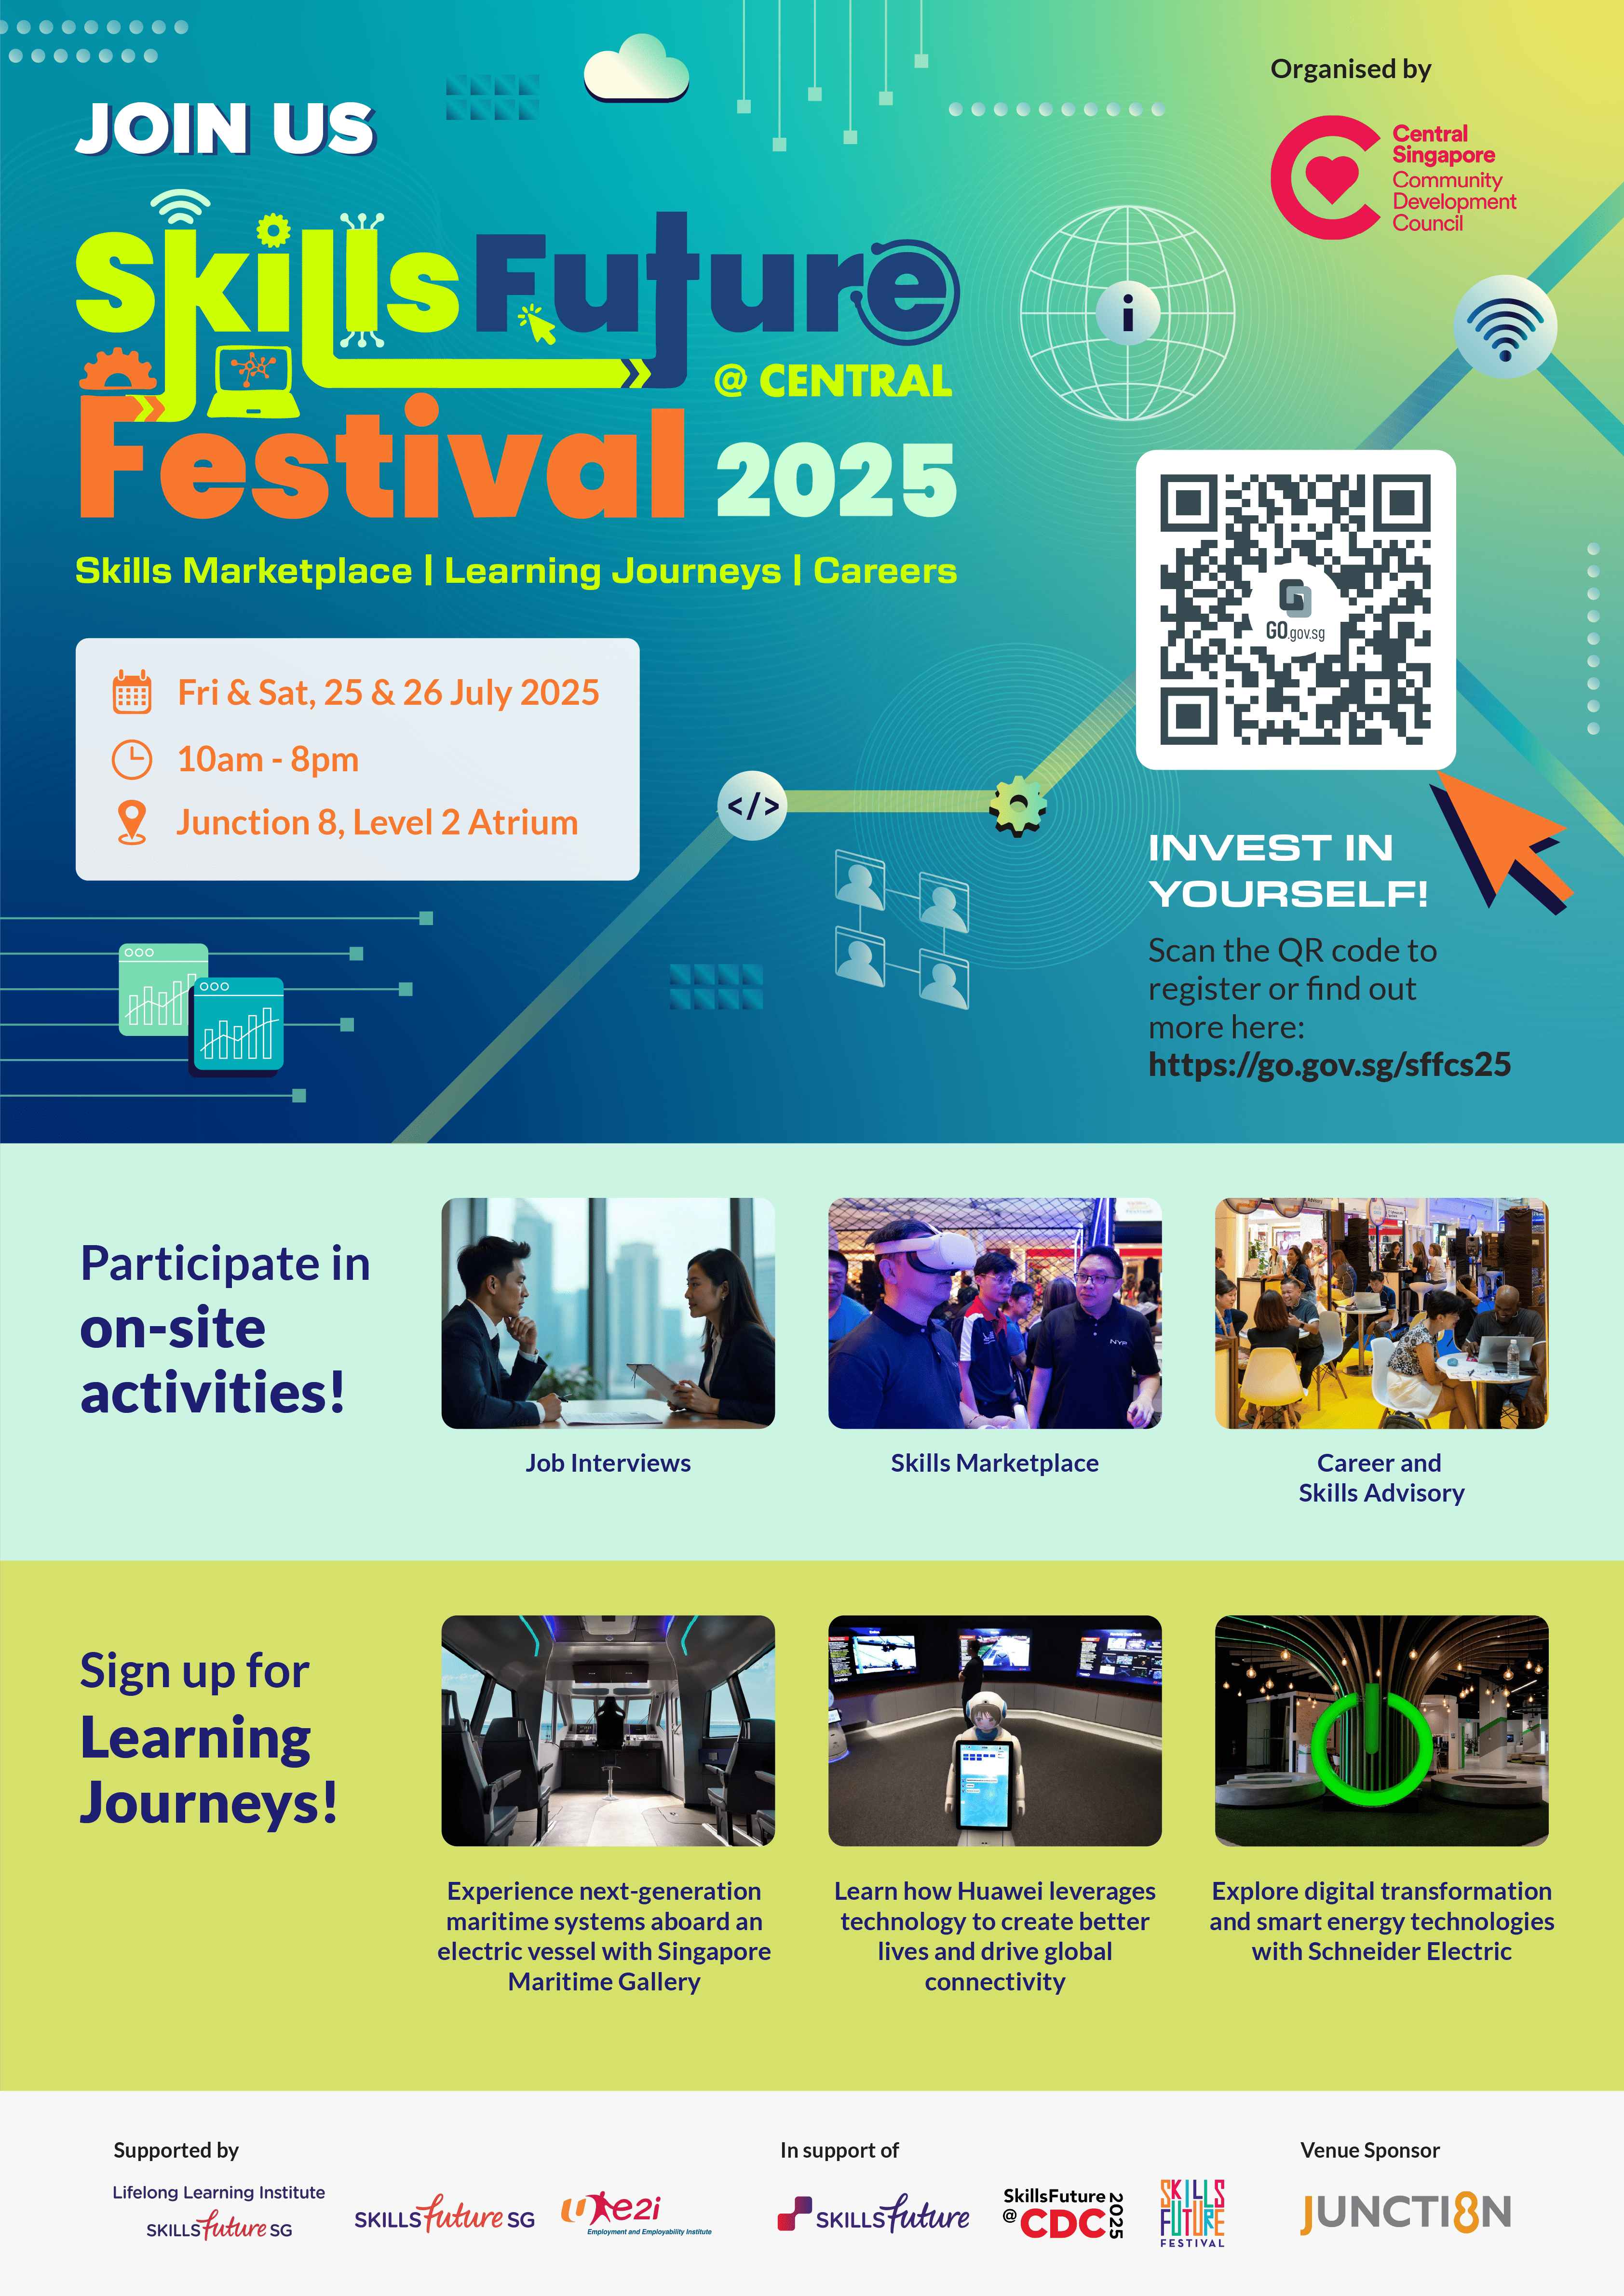 JOIN US
Organised by
Central
Singapore
Community
Development
Council
SkillsFuture
@ CENTRAL
Festival 2025
i
Skills Marketplace | Learning Journeys | Careers
GO.gov.sg
Fri & Sat, 25 & 26 July 2025
10am - 8pm
Junction 8, Level 2 Atrium
</>
INVEST IN
YOURSELF!
Scan the QR code to
register or find out
more here:
https://go.gov.sg/sffcs25
Participate in
on-site
activities!
NYP
Job Interviews
Skills Marketplace
Career and
Skills Advisory
Sign up for
Learning
Journeys!
Experience next-generation
maritime systems aboard an
electric vessel with Singapore
Maritime Gallery
Learn how Huawei leverages
technology to create better
lives and drive global
connectivity
Explore digital transformation
and smart energy technologies
with Schneider Electric
Supported by
Lifelong Learning Institute
SKILLSfuture SG
SKILLSfuture SG
e2i
Employment and Employability Institute
In support of
SKILLSfuture
SkillsFuture
@CDC
2025
SKILLS
FUTURE
FESTIVAL
Venue Sponsor
JUNCTI8N